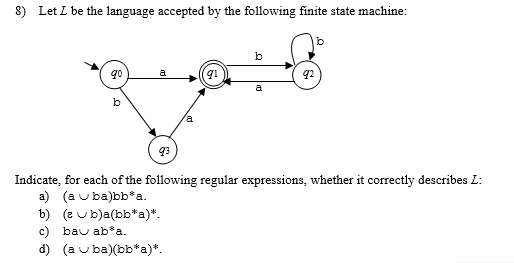 8) Let L be the language accepted by the following finite state machine:
b
b
q0 a q1 q2
a
b
a
q3
Indicate, for each of the following regular expressions, whether it correctly describes L:
a) (a ∪ ba)bb*a.
b) (ε ∪ b)a(bb*a)*.
c) ba∪ ab*a.
d) (a ∪ ba)(bb*a)*.